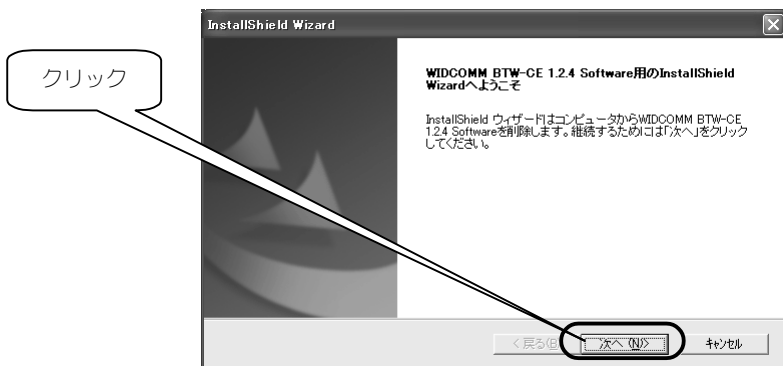 InstallShield Wizard
クリック
WIDCOMM BTW-CE 1.2.4 Software用のInstallShield
Wizardへようこそ
InstallShield ウィザードはコンピュータからWIDCOMM BTW-CE
1.2.4 Softwareを削除します。継続するためには「次へ」をクリック
してください。
< 戻る(B
次へ (N)>
キャンセル